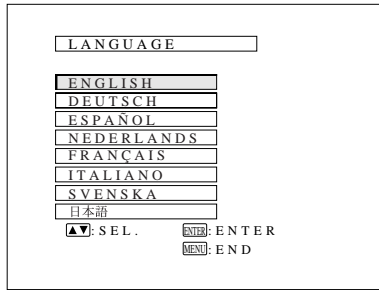 LANGUAGE
ENGLISH
DEUTSCH
ESPAÑOL
NEDERLANDS
FRANÇAIS
ITALIANO
SVENSKA
日本語
▲▼: SEL. ENTER: ENTER
MENU: END